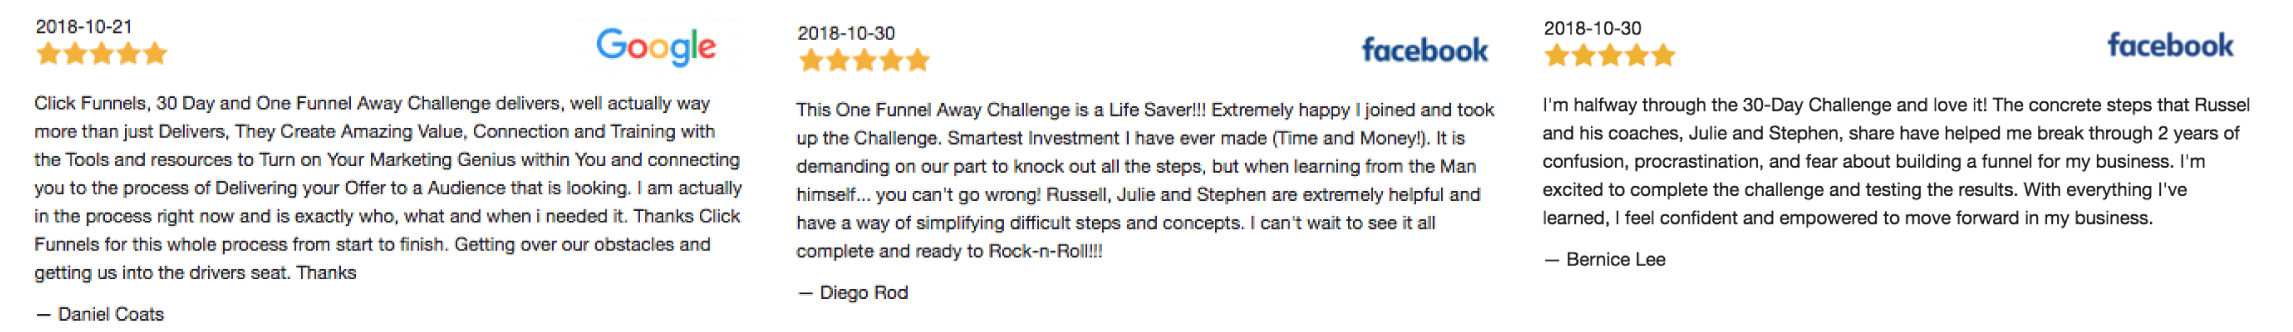 2018-10-21
Google
Click Funnels, 30 Day and One Funnel Away Challenge delivers, well actually way
more than just Delivers, They Create Amazing Value, Connection and Training with
the Tools and resources to Turn on Your Marketing Genius within You and connecting
you to the process of Delivering your Offer to a Audience that is looking. I am actually
in the process right now and is exactly who, what and when i needed it. Thanks Click
Funnels for this whole process from start to finish. Getting over our obstacles and
getting us into the drivers seat. Thanks
— Daniel Coats
2018-10-30
facebook
This One Funnel Away Challenge is a Life Saver!!! Extremely happy I joined and took
up the Challenge. Smartest Investment I have ever made (Time and Money!). It is
demanding on our part to knock out all the steps, but when learning from the Man
himself... you can't go wrong! Russell, Julie and Stephen are extremely helpful and
have a way of simplifying difficult steps and concepts. I can't wait to see it all
complete and ready to Rock-n-Roll!!!
— Diego Rod
2018-10-30
facebook
I'm halfway through the 30-Day Challenge and love it! The concrete steps that Russel
and his coaches, Julie and Stephen, share have helped me break through 2 years of
confusion, procrastination, and fear about building a funnel for my business. I'm
excited to complete the challenge and testing the results. With everything I've
learned, I feel confident and empowered to move forward in my business.
— Bernice Lee